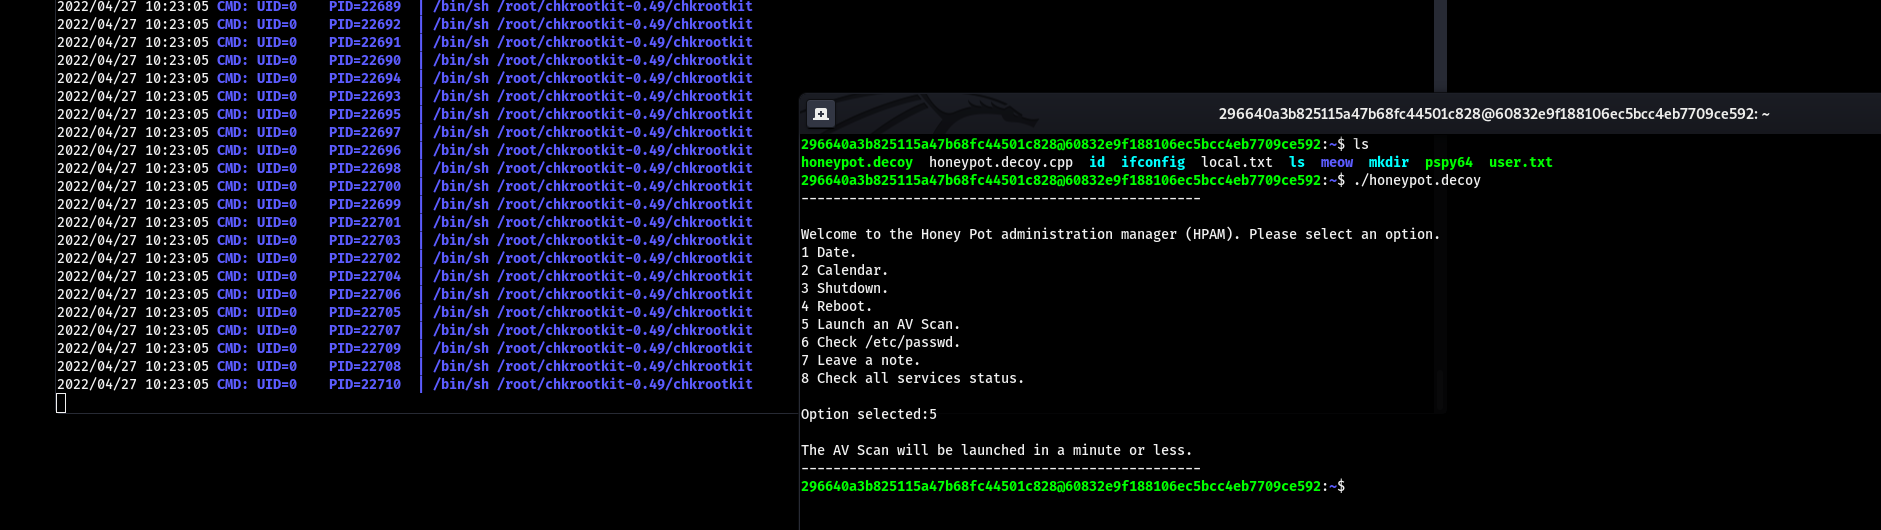 2022/04/27 10:23:05 CMD: UID=0    PID=22689  | /bin/sh /root/chkrootkit-0.49/chkrootkit
2022/04/27 10:23:05 CMD: UID=0    PID=22692  | /bin/sh /root/chkrootkit-0.49/chkrootkit
2022/04/27 10:23:05 CMD: UID=0    PID=22691  | /bin/sh /root/chkrootkit-0.49/chkrootkit
2022/04/27 10:23:05 CMD: UID=0    PID=22690  | /bin/sh /root/chkrootkit-0.49/chkrootkit
2022/04/27 10:23:05 CMD: UID=0    PID=22694  | /bin/sh /root/chkrootkit-0.49/chkrootkit
2022/04/27 10:23:05 CMD: UID=0    PID=22693  | /bin/sh /root/chkrootkit-0.49/chkrootkit
2022/04/27 10:23:05 CMD: UID=0    PID=22695  | /bin/sh /root/chkrootkit-0.49/chkrootkit
2022/04/27 10:23:05 CMD: UID=0    PID=22697  | /bin/sh /root/chkrootkit-0.49/chkrootkit
2022/04/27 10:23:05 CMD: UID=0    PID=22696  | /bin/sh /root/chkrootkit-0.49/chkrootkit
2022/04/27 10:23:05 CMD: UID=0    PID=22698  | /bin/sh /root/chkrootkit-0.49/chkrootkit
2022/04/27 10:23:05 CMD: UID=0    PID=22700  | /bin/sh /root/chkrootkit-0.49/chkrootkit
2022/04/27 10:23:05 CMD: UID=0    PID=22699  | /bin/sh /root/chkrootkit-0.49/chkrootkit
2022/04/27 10:23:05 CMD: UID=0    PID=22701  | /bin/sh /root/chkrootkit-0.49/chkrootkit
2022/04/27 10:23:05 CMD: UID=0    PID=22703  | /bin/sh /root/chkrootkit-0.49/chkrootkit
2022/04/27 10:23:05 CMD: UID=0    PID=22702  | /bin/sh /root/chkrootkit-0.49/chkrootkit
2022/04/27 10:23:05 CMD: UID=0    PID=22704  | /bin/sh /root/chkrootkit-0.49/chkrootkit
2022/04/27 10:23:05 CMD: UID=0    PID=22706  | /bin/sh /root/chkrootkit-0.49/chkrootkit
2022/04/27 10:23:05 CMD: UID=0    PID=22705  | /bin/sh /root/chkrootkit-0.49/chkrootkit
2022/04/27 10:23:05 CMD: UID=0    PID=22707  | /bin/sh /root/chkrootkit-0.49/chkrootkit
2022/04/27 10:23:05 CMD: UID=0    PID=22709  | /bin/sh /root/chkrootkit-0.49/chkrootkit
2022/04/27 10:23:05 CMD: UID=0    PID=22708  | /bin/sh /root/chkrootkit-0.49/chkrootkit
2022/04/27 10:23:05 CMD: UID=0    PID=22710  | /bin/sh /root/chkrootkit-0.49/chkrootkit
296640a3b825115a47b68fc44501c828@60832e9f188106ec5bcc4eb7709ce592: ~
296640a3b825115a47b68fc44501c828@60832e9f188106ec5bcc4eb7709ce592:~$ ls
honeypot.decoy  honeypot.decoy.cpp  id  ifconfig  local.txt  ls  meow  mkdir  pspy64  user.txt
296640a3b825115a47b68fc44501c828@60832e9f188106ec5bcc4eb7709ce592:~$ ./honeypot.decoy
--------------------------------------------------
Welcome to the Honey Pot administration manager (HPAM). Please select an option.
1 Date.
2 Calendar.
3 Shutdown.
4 Reboot.
5 Launch an AV Scan.
6 Check /etc/passwd.
7 Leave a note.
8 Check all services status.
Option selected:5
The AV Scan will be launched in a minute or less.
--------------------------------------------------
296640a3b825115a47b68fc44501c828@60832e9f188106ec5bcc4eb7709ce592:~$